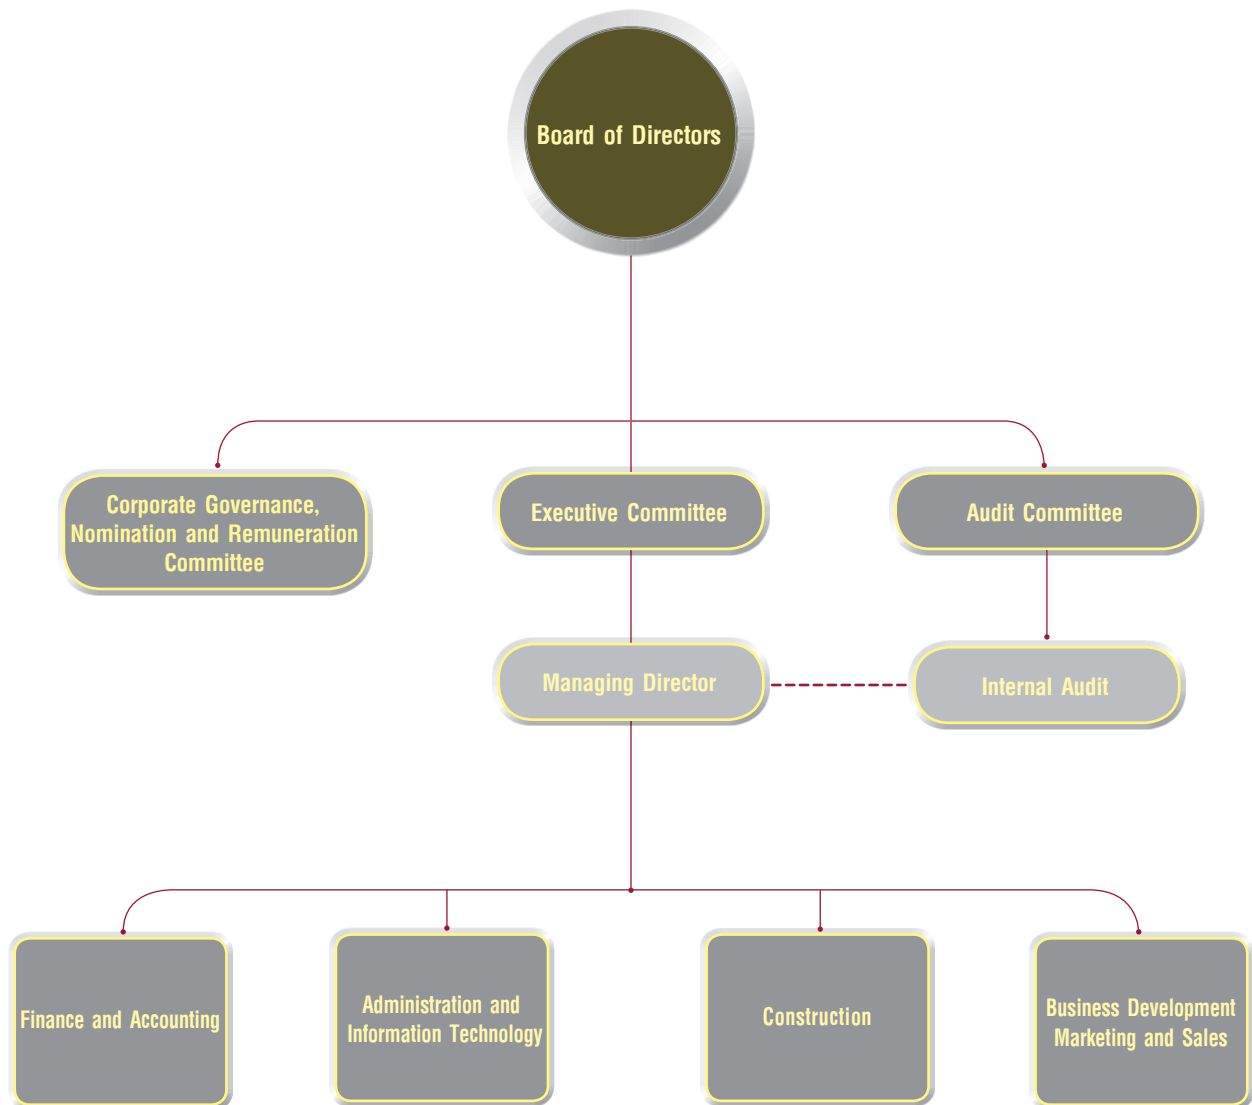 Board of Directors
Corporate Governance,
Nomination and Remuneration
Committee
Executive Committee
Audit Committee
Managing Director
Internal Audit
Finance and Accounting
Administration and
Information Technology
Construction
Business Development
Marketing and Sales